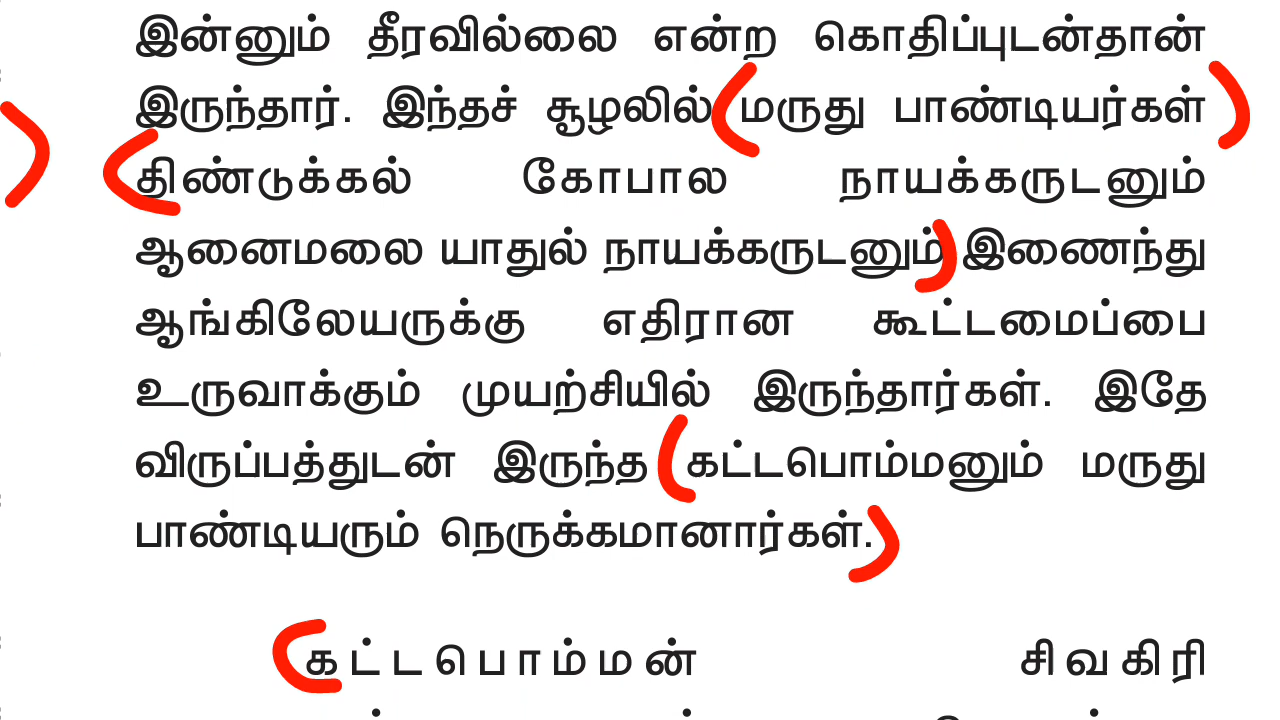 இன்னும் தீரவில்லை என்ற கொதிப்புடன்தான்
இருந்தார். இந்தச் சூழலில் மருது பாண்டியர்கள்
திண்டுக்கல் கோபால நாயக்கருடனும்
ஆனைமலை யாதுல் நாயக்கருடனும் இணைந்து
ஆங்கிலேயருக்கு எதிரான கூட்டமைப்பை
உருவாக்கும் முயற்சியில் இருந்தார்கள். இதே
விருப்பத்துடன் இருந்த கட்டபொம்மனும் மருது
பாண்டியரும் நெருக்கமானார்கள்.
கட்டபொம்மன் சிவகிரி